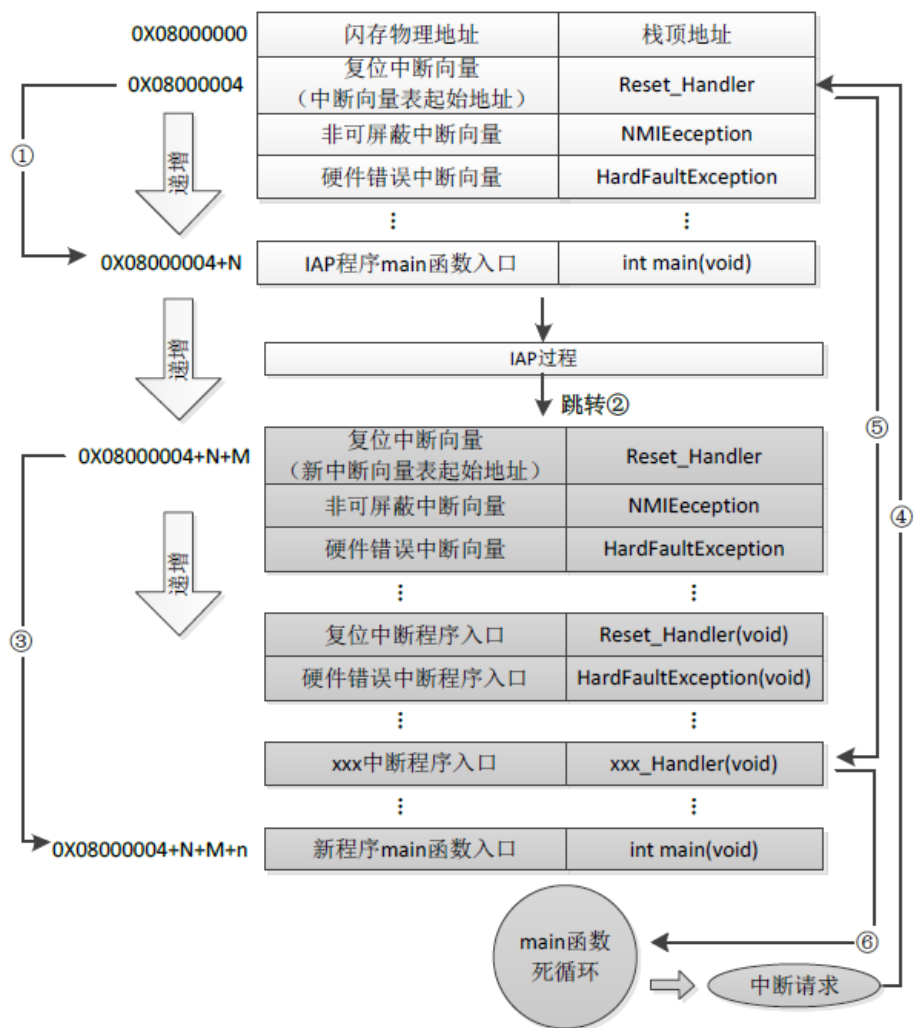 0X08000000
闪存物理地址
栈顶地址
0X08000004
复位中断向量
（中断向量表起始地址）
Reset_Handler
①
递增
非可屏蔽中断向量
NMIEeception
硬件错误中断向量
HardFaultException
⋮
⋮
0X08000004+N
IAP程序main函数入口
int main(void)
递增
IAP过程
跳转②
⑤
0X08000004+N+M
复位中断向量
（新中断向量表起始地址）
Reset_Handler
非可屏蔽中断向量
NMIEeception
④
递增
硬件错误中断向量
HardFaultException
⋮
⋮
③
复位中断程序入口
Reset_Handler(void)
硬件错误中断程序入口
HardFaultException(void)
⋮
⋮
xxx中断程序入口
xxx_Handler(void)
⋮
⋮
0X08000004+N+M+n
新程序main函数入口
int main(void)
⑥
main函数
死循环
中断请求